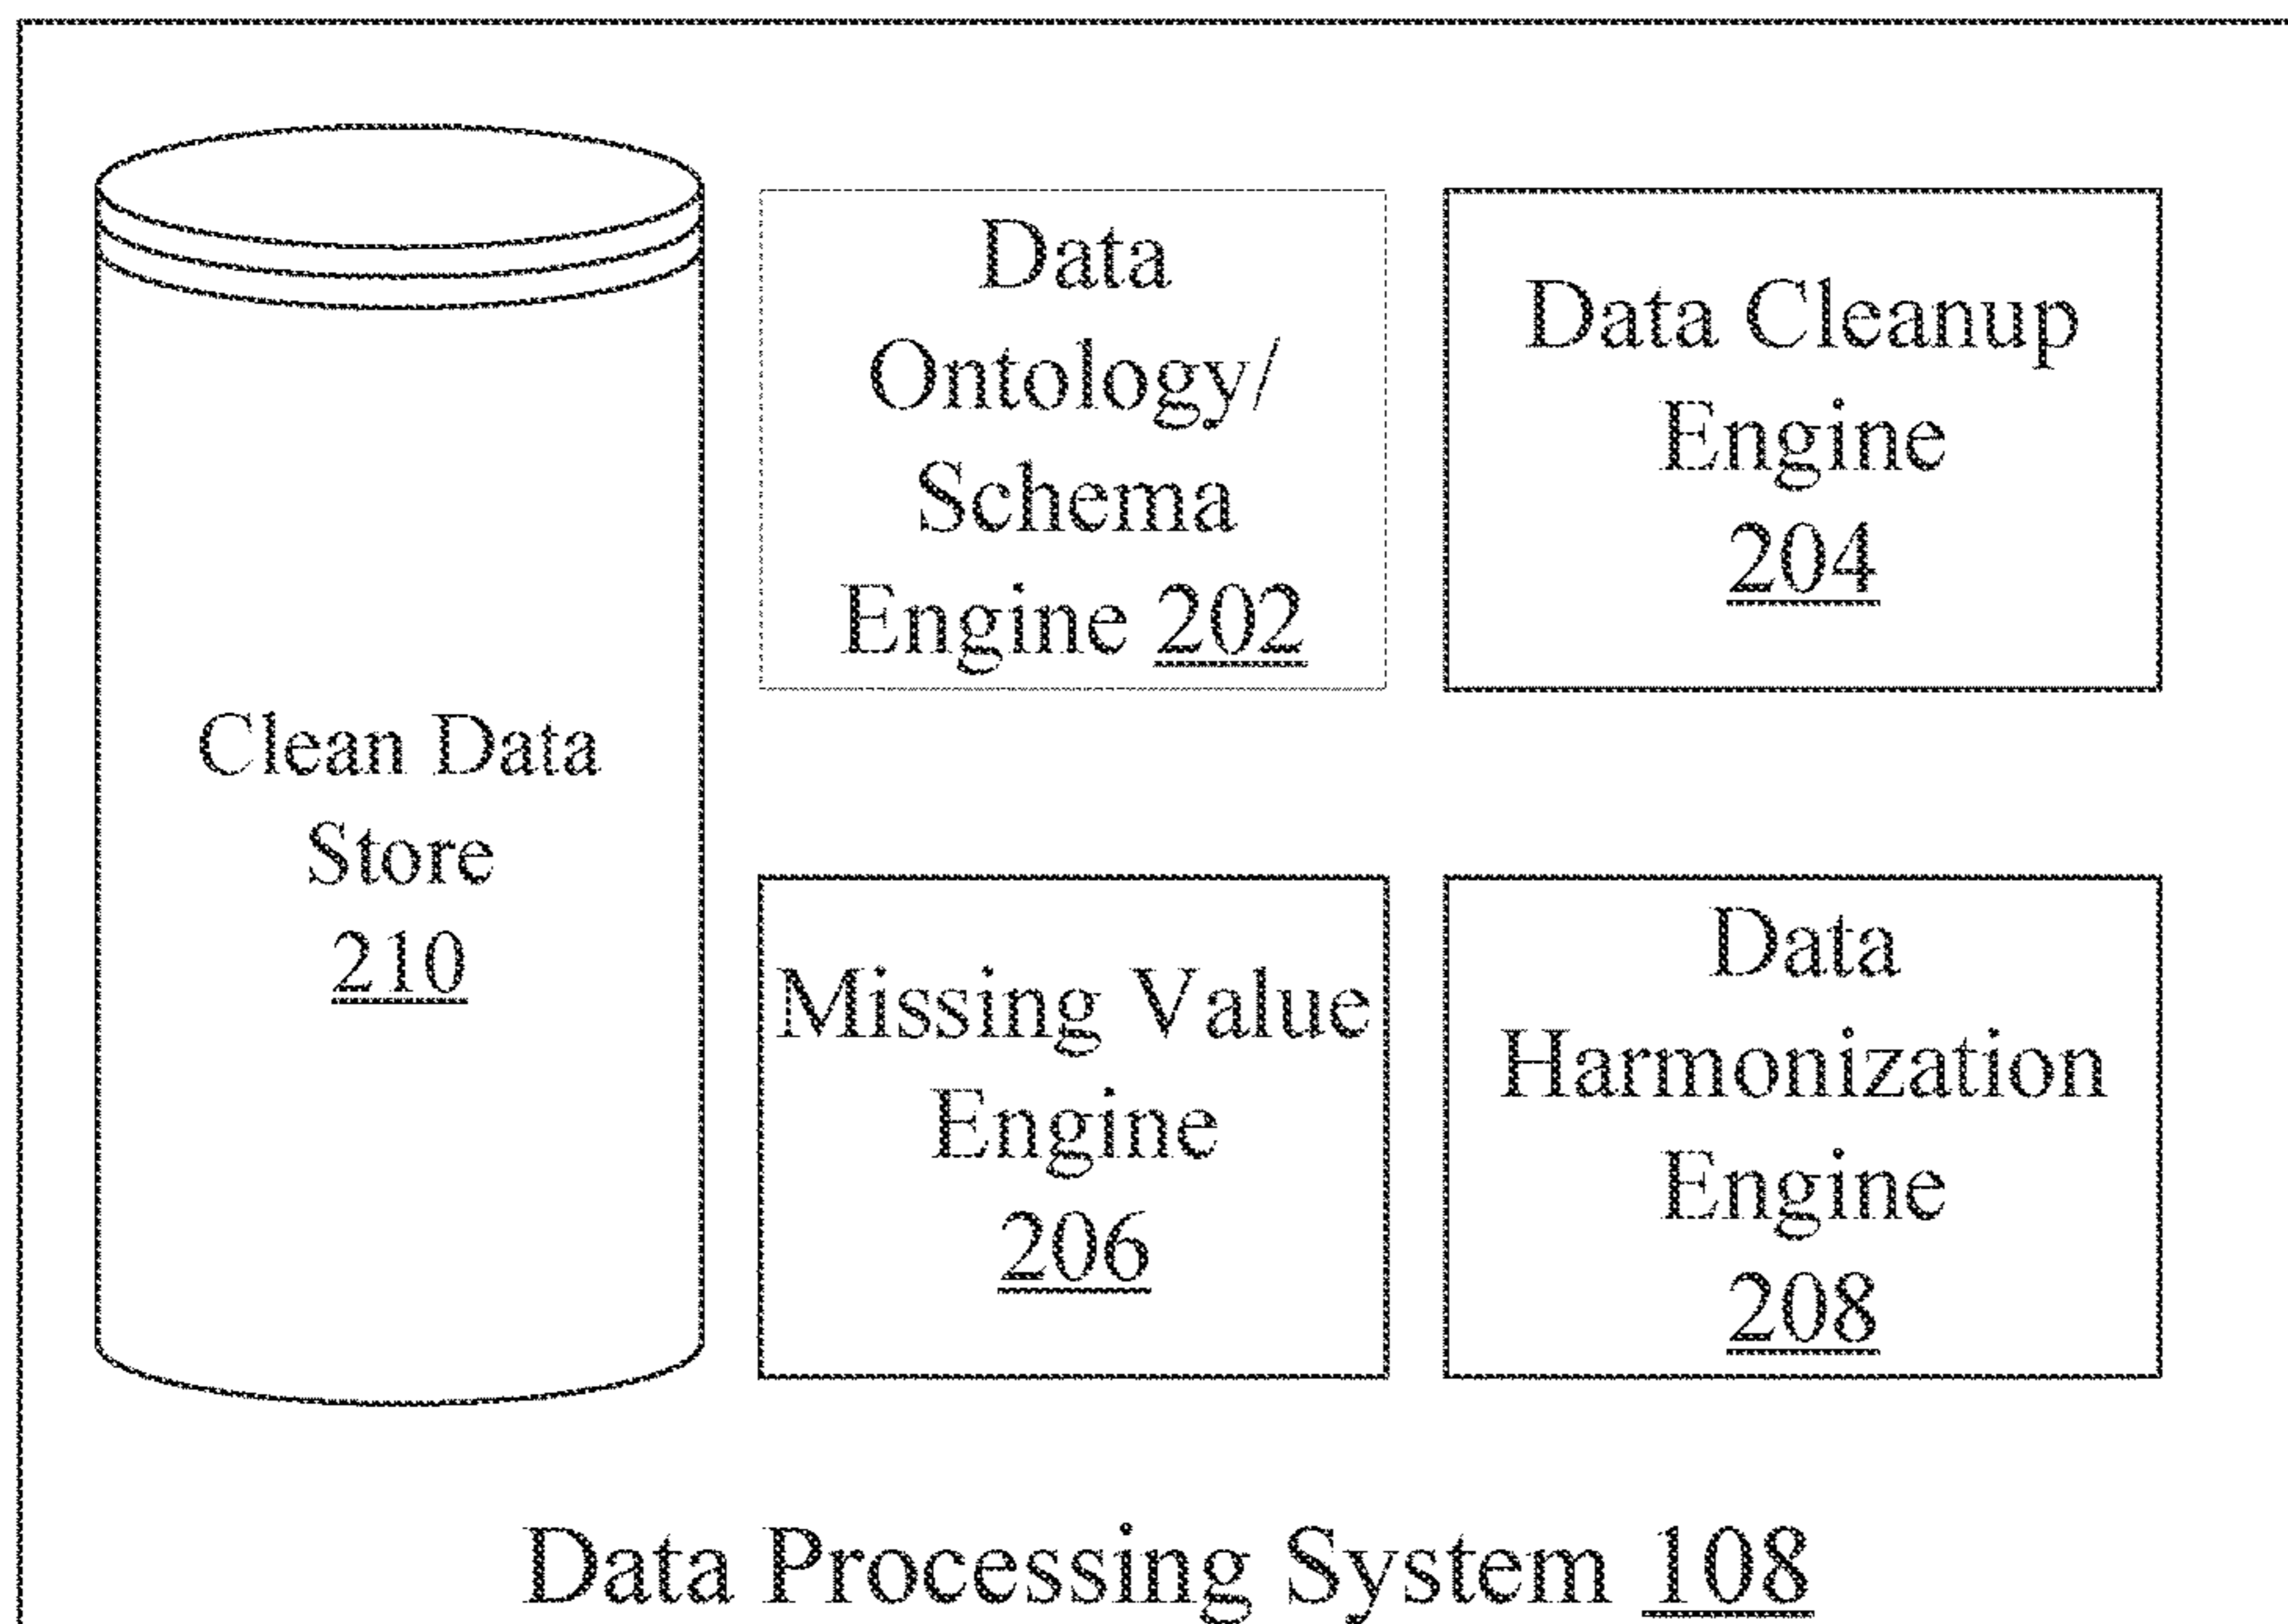 Clean Data
Store
210
Data
Ontology/
Schema
Engine 202
Data Cleanup
Engine
204
Missing Value
Engine
206
Data
Harmonization
Engine
208
Data Processing System 108